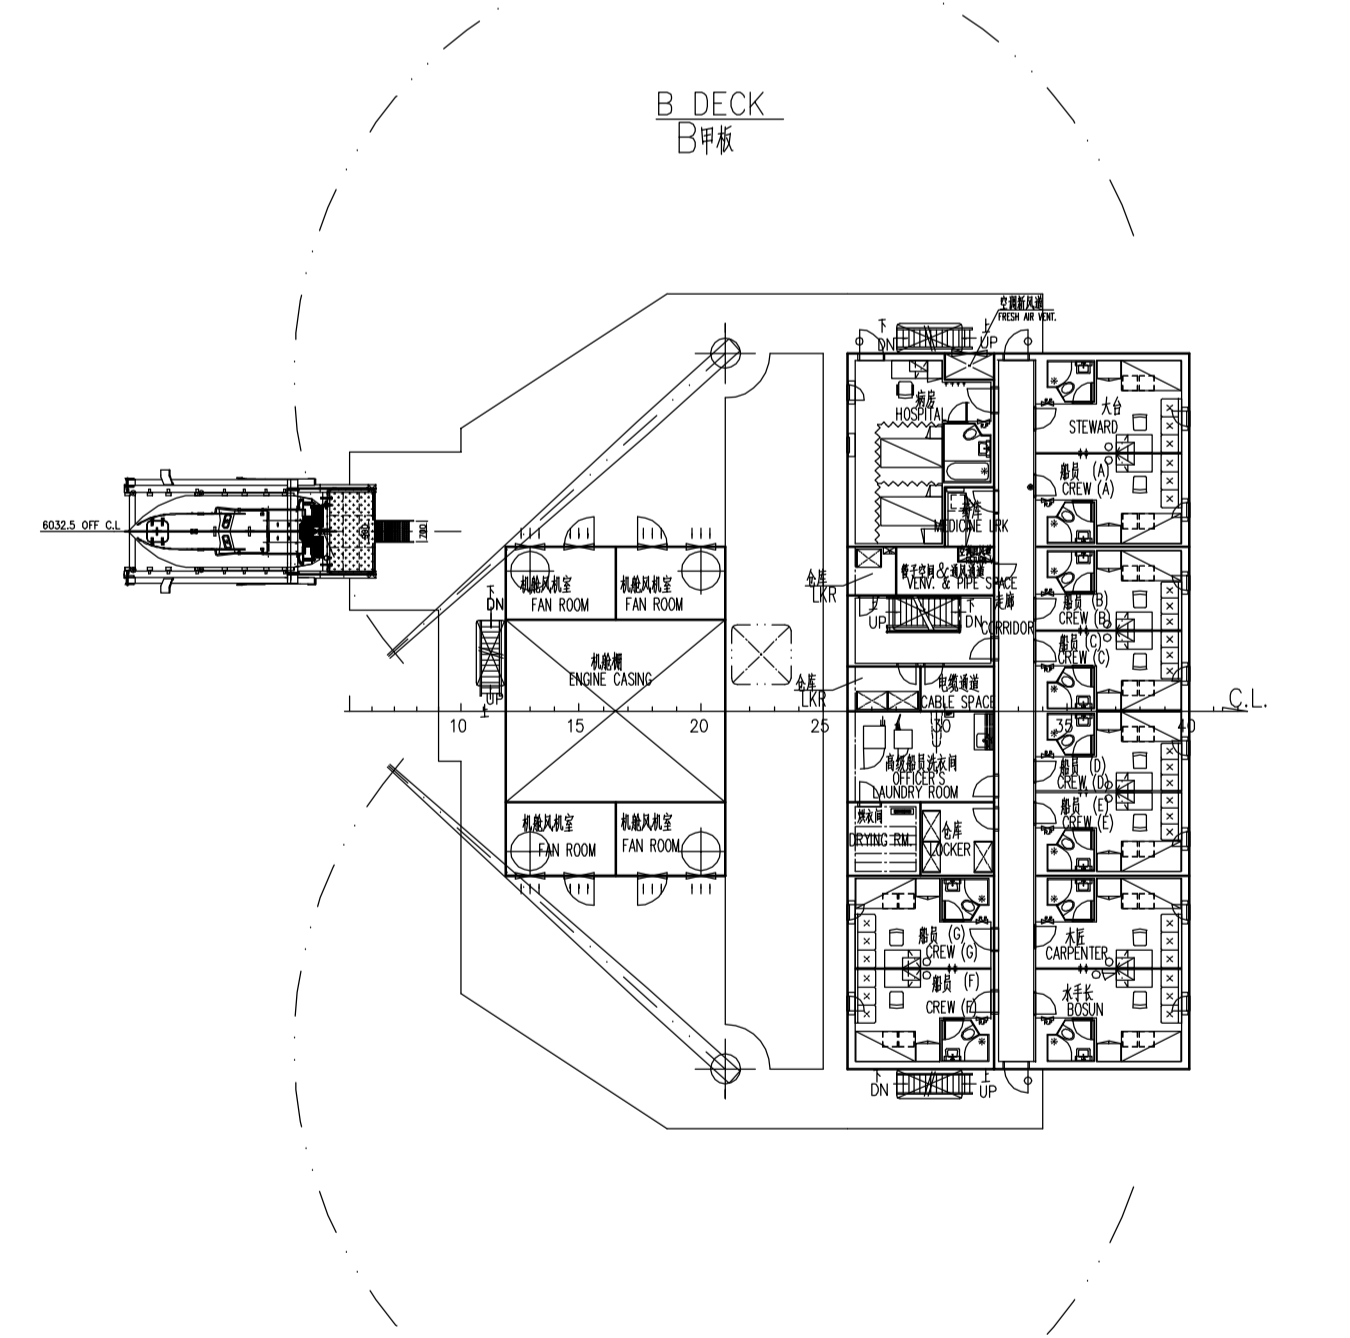 B DECK
B甲板
空调新风道
FRESH AIR VENT.
下
DN
上
UP
病房
HOSPITAL
大台
STEWARD
船员 (A)
CREW (A)
6032.5 OFF C.L
700
MEDICINE LRK
机舱风机室
FAN ROOM
机舱风机室
FAN ROOM
仓库
LKR
管子空间&通风通道
VENV. & PIPE SPACE
走廊
CORRIDOR
上
UP
下
DN
船员 (B)
CREW (B)
船员 (C)
CREW (C)
下
DN
UP
上
机舱棚
ENGINE CASING
仓库
LKR
电缆通道
CABLE SPACE
C.L.
10
15
20
25
30
35
40
高级船员洗衣间
OFFICER'S
LAUNDRY ROOM
船员 (D)
CREW (D)
船员 (E)
CREW (E)
机舱风机室
FAN ROOM
机舱风机室
FAN ROOM
烘衣间
DRYING RM.
仓库
LOCKER
船员 (G)
CREW (G)
船员 (F)
CREW (F)
木匠
CARPENTER
水手长
BOSUN
下
DN
上
UP